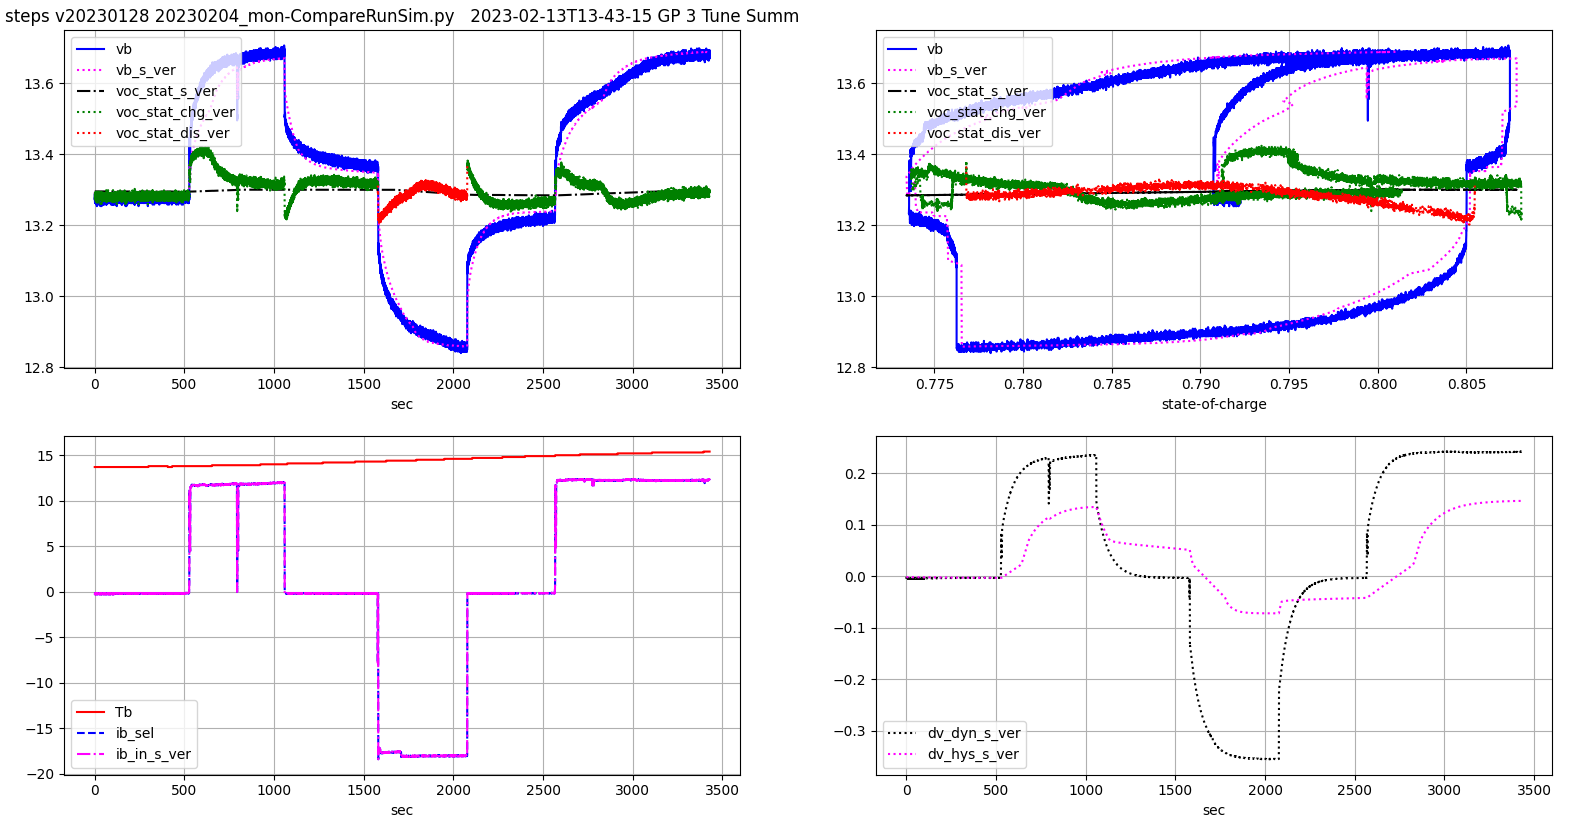 steps v20230128 20230204_mon-CompareRunSim.py   2023-02-13T13-43-15 GP 3 Tune Summ
13.6
13.4
13.2
13.0
12.8
vb
vb_s_ver
voc_stat_s_ver
voc_stat_chg_ver
voc_stat_dis_ver
0 500 1000 1500 2000 2500 3000 3500
sec
13.6
13.4
13.2
13.0
12.8
vb
vb_s_ver
voc_stat_s_ver
voc_stat_chg_ver
voc_stat_dis_ver
0.775 0.780 0.785 0.790 0.795 0.800 0.805
state-of-charge
15
10
5
0
−5
−10
−15
−20
Tb
ib_sel
ib_in_s_ver
0 500 1000 1500 2000 2500 3000 3500
sec
0.2
0.1
0.0
−0.1
−0.2
−0.3
dv_dyn_s_ver
dv_hys_s_ver
0 500 1000 1500 2000 2500 3000 3500
sec